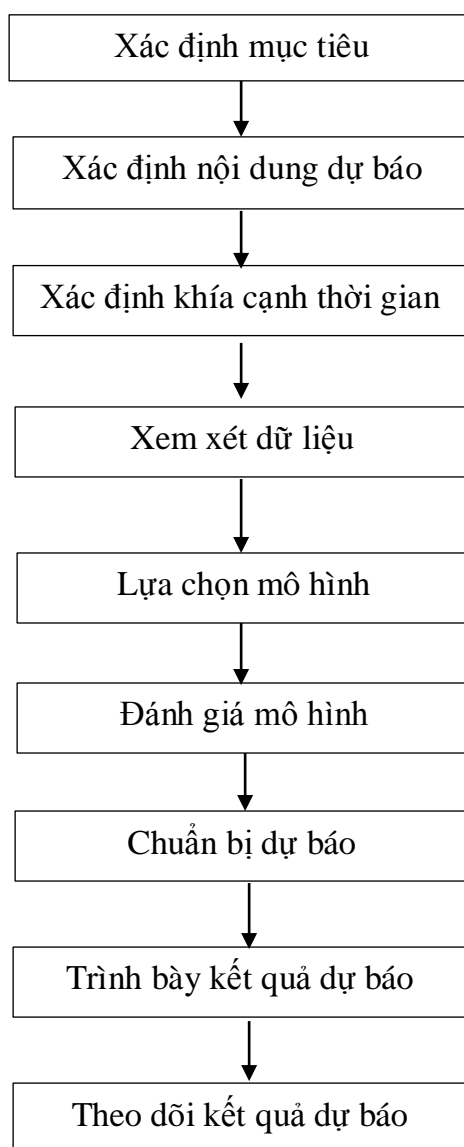 Xác định mục tiêu
Xác định nội dung dự báo
Xác định khía cạnh thời gian
Xem xét dữ liệu
Lựa chọn mô hình
Đánh giá mô hình
Chuẩn bị dự báo
Trình bày kết quả dự báo
Theo dõi kết quả dự báo